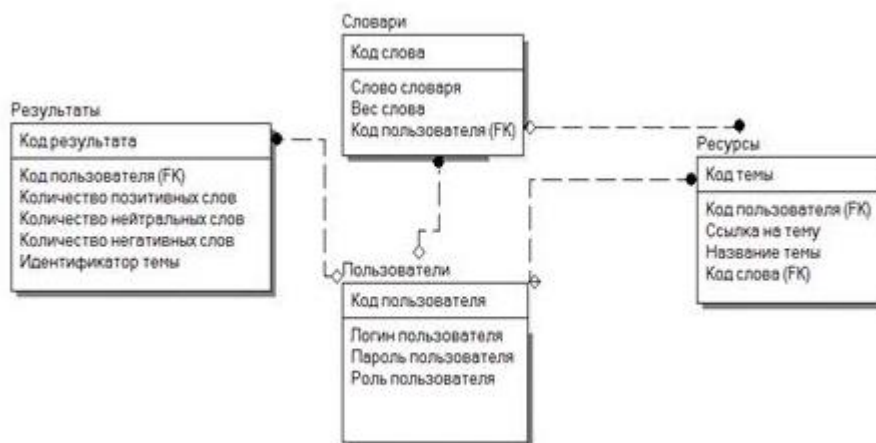 Словари
Код слова
Слово словаря
Вес слова
Код пользователя (FK)
Результаты
Код результата
Код пользователя (FK)
Количество позитивных слов
Количество нейтральных слов
Количество негативных слов
Идентификатор темы
Ресурсы
Код темы
Код пользователя (FK)
Ссылка на тему
Название темы
Код слова (FK)
Пользователи
Код пользователя
Логин пользователя
Пароль пользователя
Роль пользователя